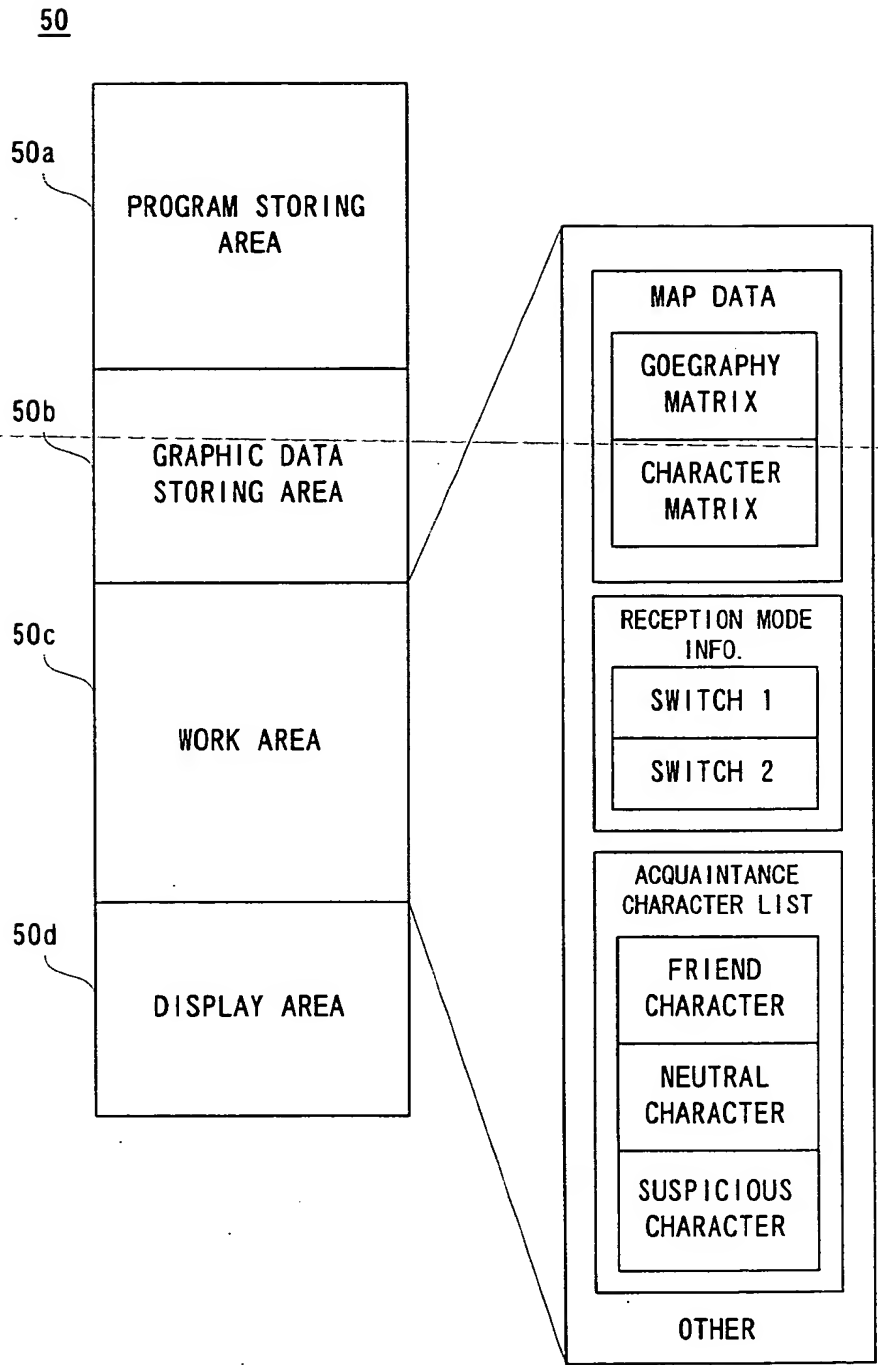 50
50a
PROGRAM STORING
AREA
50b
GRAPHIC DATA
STORING AREA
50c
WORK AREA
50d
DISPLAY AREA
MAP DATA
GOEGRAPHY
MATRIX
CHARACTER
MATRIX
RECEPTION MODE
INFO.
SWITCH 1
SWITCH 2
ACQUAINTANCE
CHARACTER LIST
FRIEND
CHARACTER
NEUTRAL
CHARACTER
SUSPICIOUS
CHARACTER
OTHER